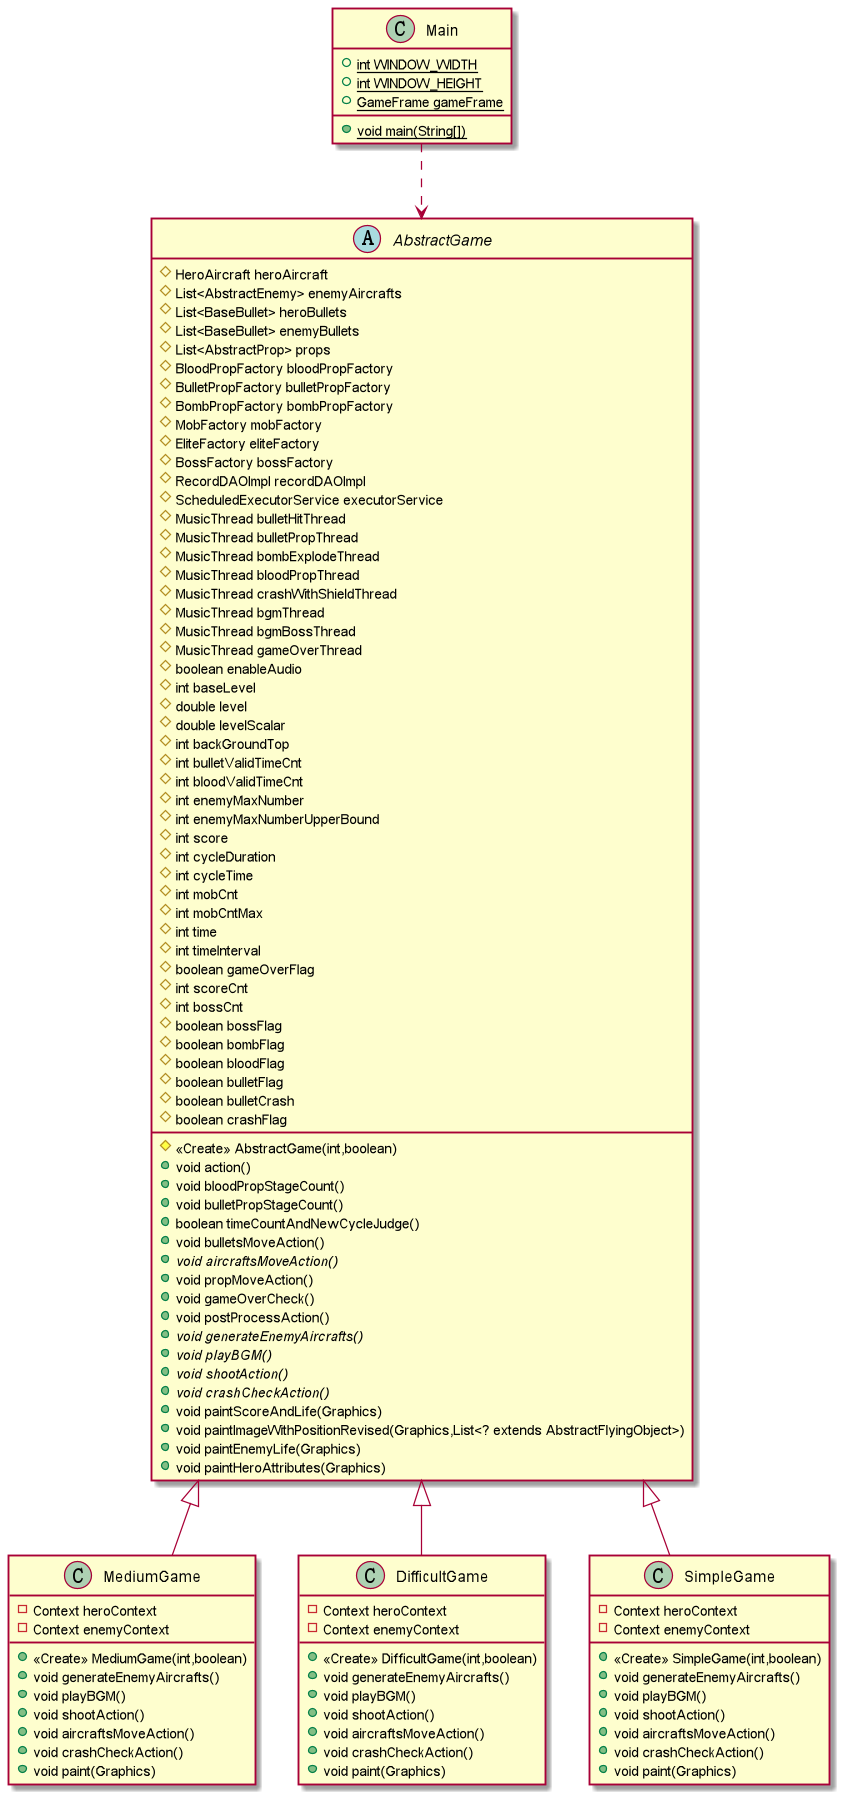 C Main
int WINDOW_WIDTH
int WINDOW_HEIGHT
GameFrame gameFrame
void main(String[])
A AbstractGame
HeroAircraft heroAircraft
List<AbstractEnemy> enemyAircrafts
List<BaseBullet> heroBullets
List<BaseBullet> enemyBullets
List<AbstractProp> props
BloodPropFactory bloodPropFactory
BulletPropFactory bulletPropFactory
BombPropFactory bombPropFactory
MobFactory mobFactory
EliteFactory eliteFactory
BossFactory bossFactory
RecordDAOImpl recordDAOImpl
ScheduledExecutorService executorService
MusicThread bulletHitThread
MusicThread bulletPropThread
MusicThread bombExplodeThread
MusicThread bloodPropThread
MusicThread crashWithShieldThread
MusicThread bgmThread
MusicThread bgmBossThread
MusicThread gameOverThread
boolean enableAudio
int baseLevel
double level
double levelScalar
int backGroundTop
int bulletValidTimeCnt
int bloodValidTimeCnt
int enemyMaxNumber
int enemyMaxNumberUpperBound
int score
int cycleDuration
int cycleTime
int mobCnt
int mobCntMax
int time
int timeInterval
boolean gameOverFlag
int scoreCnt
int bossCnt
boolean bossFlag
boolean bombFlag
boolean bloodFlag
boolean bulletFlag
boolean bulletCrash
boolean crashFlag
«Create» AbstractGame(int,boolean)
void action()
void bloodPropStageCount()
void bulletPropStageCount()
boolean timeCountAndNewCycleJudge()
void bulletsMoveAction()
void aircraftsMoveAction()
void propMoveAction()
void gameOverCheck()
void postProcessAction()
void generateEnemyAircrafts()
void playBGM()
void shootAction()
void crashCheckAction()
void paintScoreAndLife(Graphics)
void paintImageWithPositionRevised(Graphics,List<? extends AbstractFlyingObject>)
void paintEnemyLife(Graphics)
void paintHeroAttributes(Graphics)
C MediumGame
Context heroContext
Context enemyContext
«Create» MediumGame(int,boolean)
void generateEnemyAircrafts()
void playBGM()
void shootAction()
void aircraftsMoveAction()
void crashCheckAction()
void paint(Graphics)
C DifficultGame
Context heroContext
Context enemyContext
«Create» DifficultGame(int,boolean)
void generateEnemyAircrafts()
void playBGM()
void shootAction()
void aircraftsMoveAction()
void crashCheckAction()
void paint(Graphics)
C SimpleGame
Context heroContext
Context enemyContext
«Create» SimpleGame(int,boolean)
void generateEnemyAircrafts()
void playBGM()
void shootAction()
void aircraftsMoveAction()
void crashCheckAction()
void paint(Graphics)